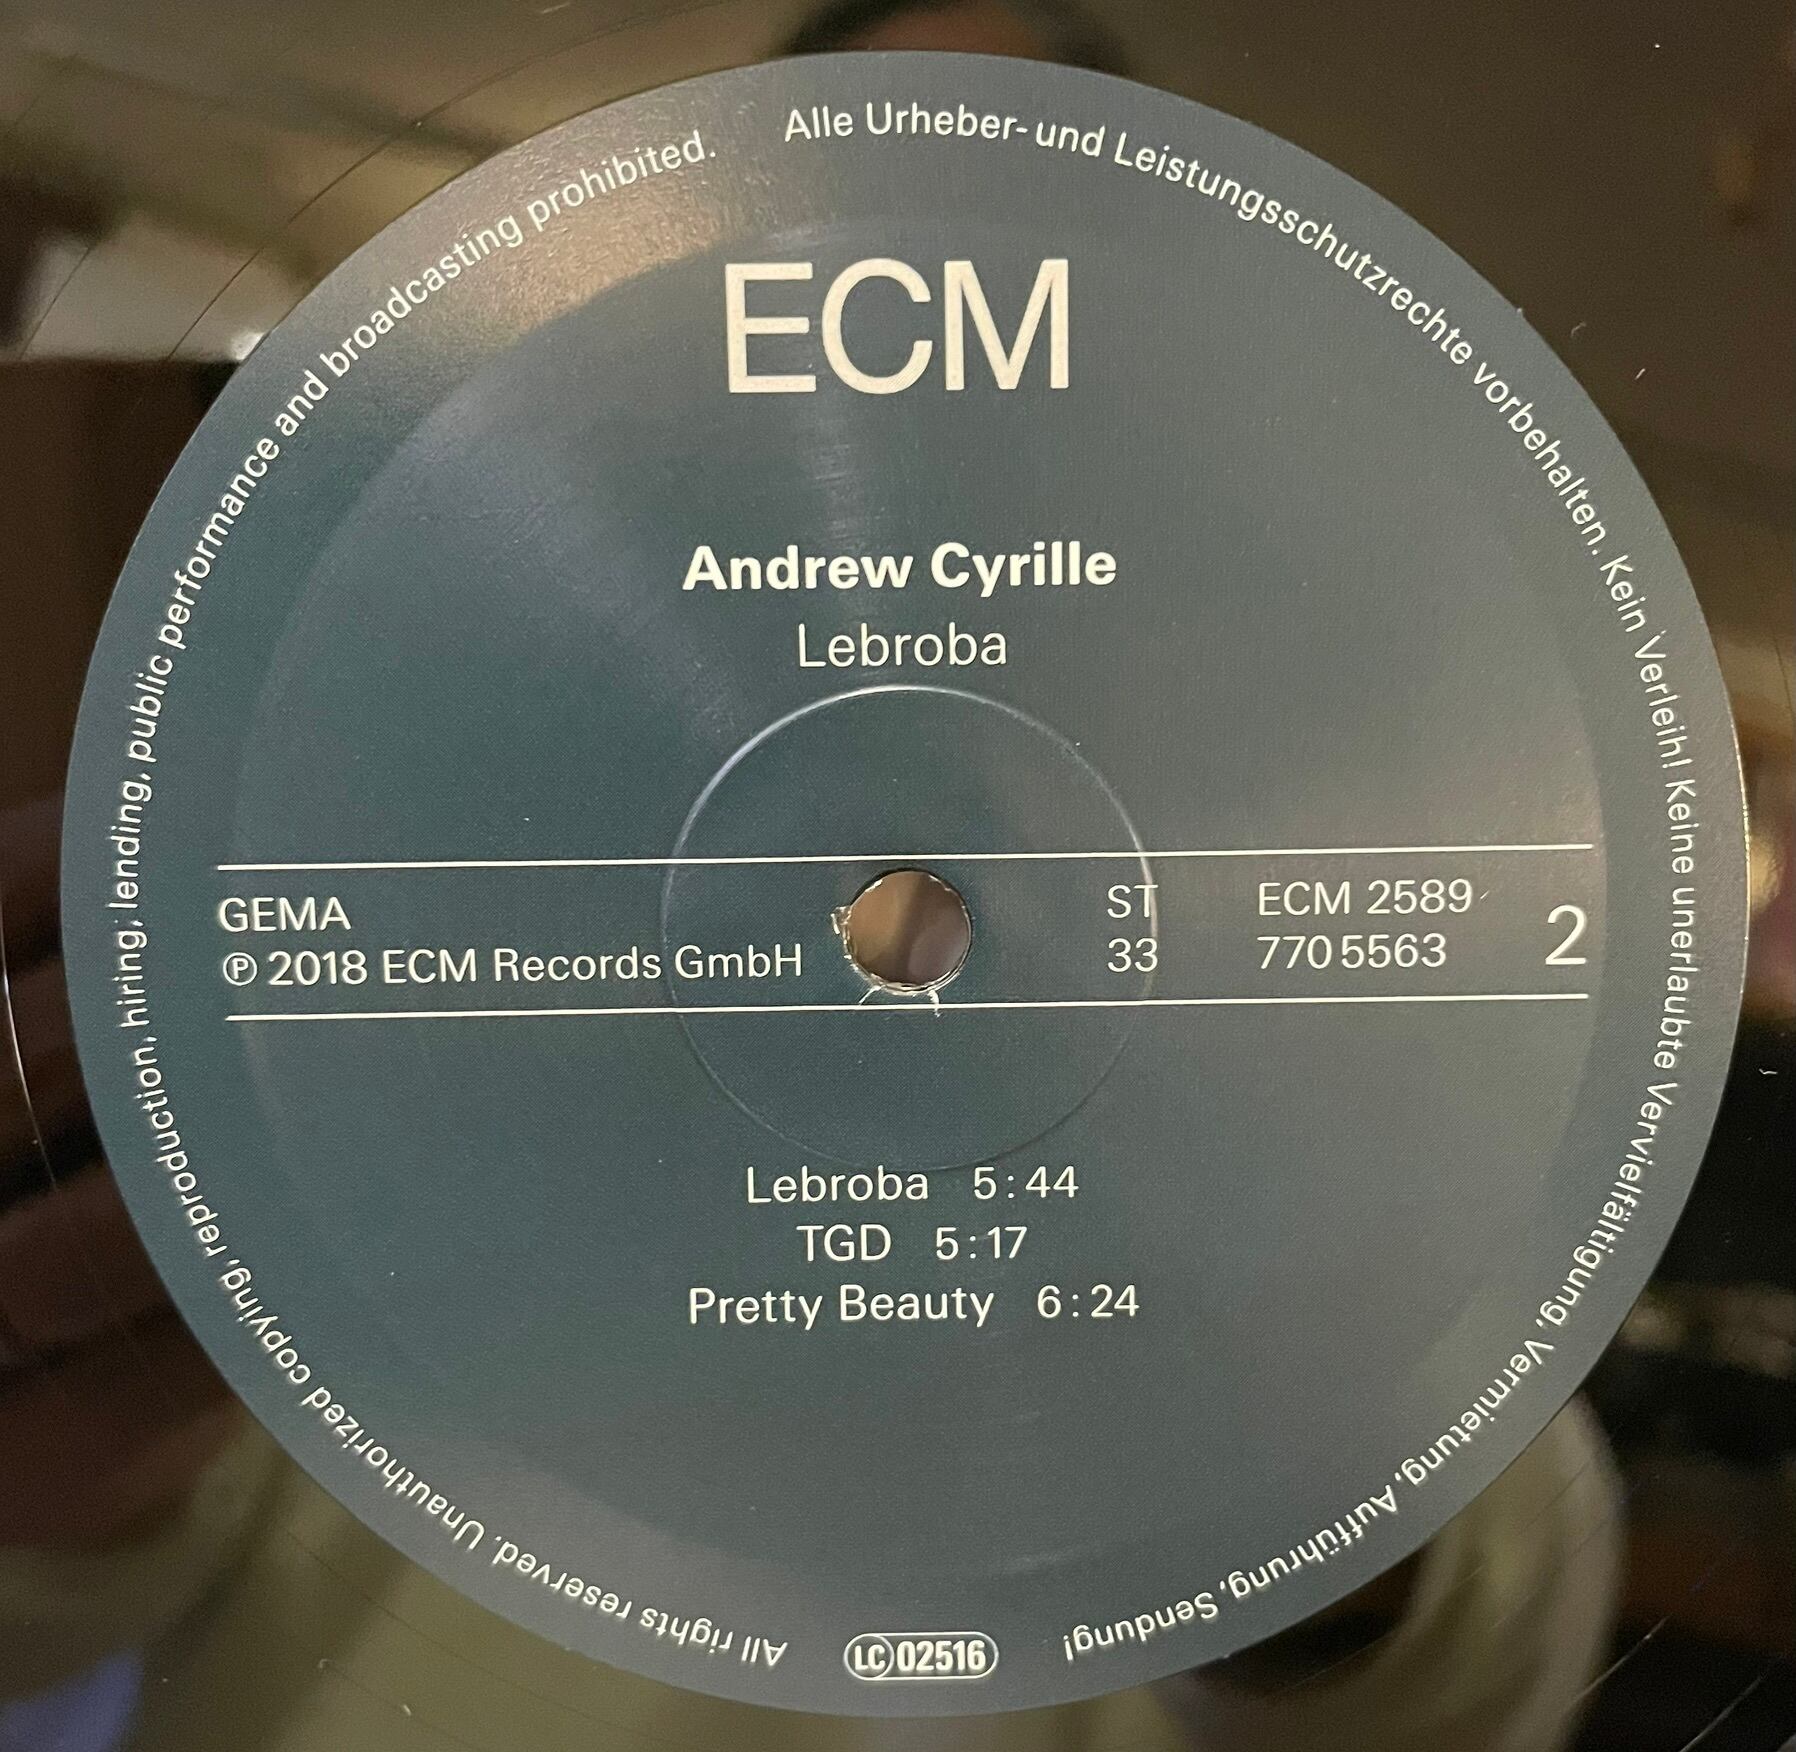 Alle Urheber- und Leistungsschutzrechte vorbehalten. Kein Verleih! Keine unerlaubte Vervielfältigung, Vermietung, Aufführung, Sendung!
ECM
Andrew Cyrille
Lebroba
GEMA
℗ 2018 ECM Records GmbH
ST
33
ECM 2589
770 5563
2
Lebroba 5:44
TGD 5:17
Pretty Beauty 6:24
LC 02516
All rights reserved. Unauthorized copying, reproduction, hiring, lending, public performance and broadcasting prohibited.